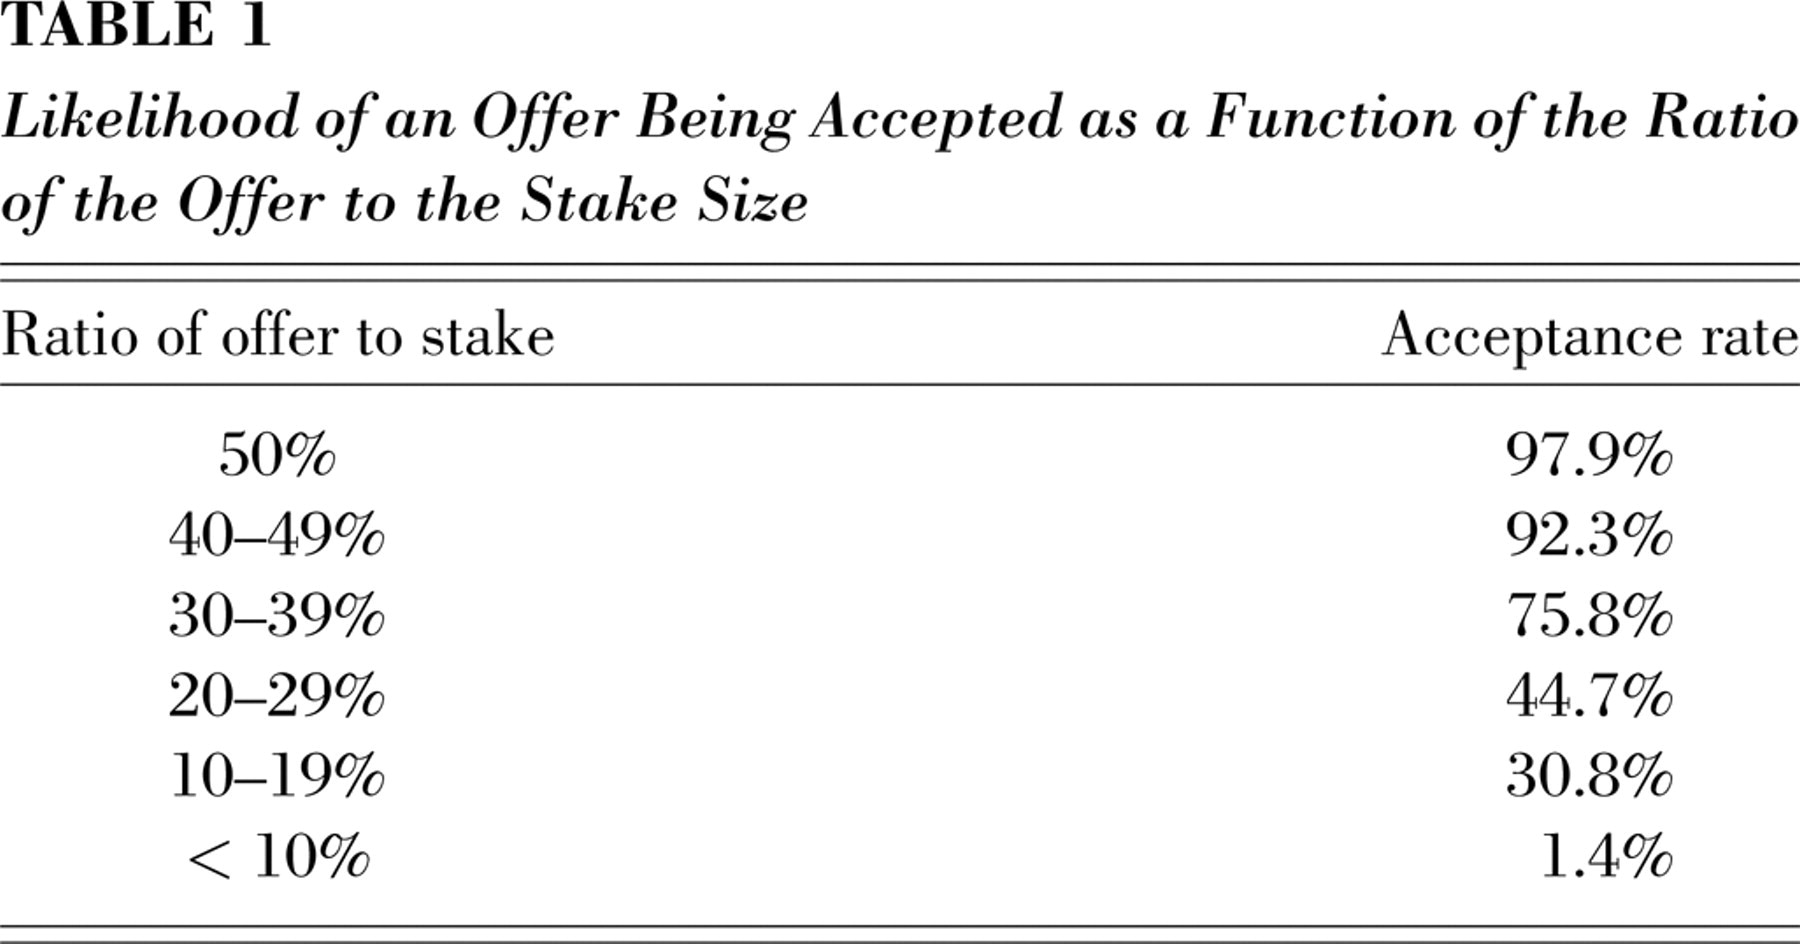 TABLE 1
Likelihood of an Offer Being Accepted as a Function of the Ratio
of the Offer to the Stake Size
Ratio of offer to stake Acceptance rate
50% 97.9%
40–49% 92.3%
30–39% 75.8%
20–29% 44.7%
10–19% 30.8%
< 10% 1.4%